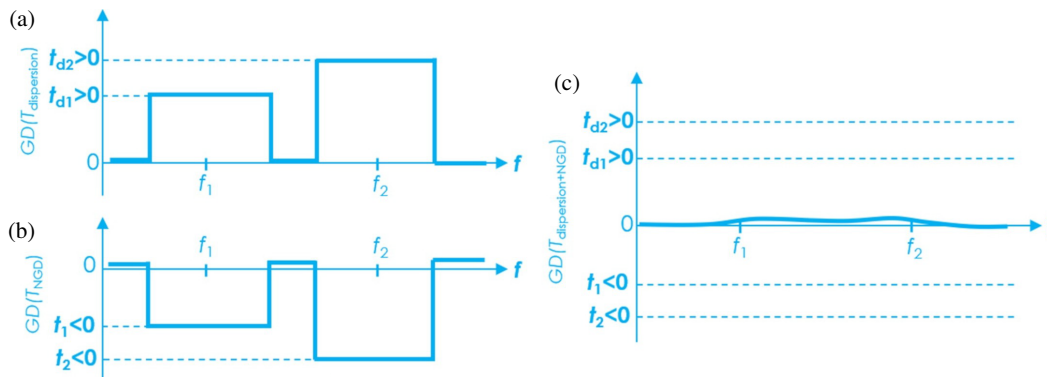 (a)
GD(T_dispersion)
t_d2>0
t_d1>0
0
f_1
f_2
f
(b)
GD(T_NGD)
f_1
f_2
0
f
t_1<0
t_2<0
(c)
GD(T_dispersion+NGD)
t_d2>0
t_d1>0
0
f_1
f_2
t_1<0
t_2<0